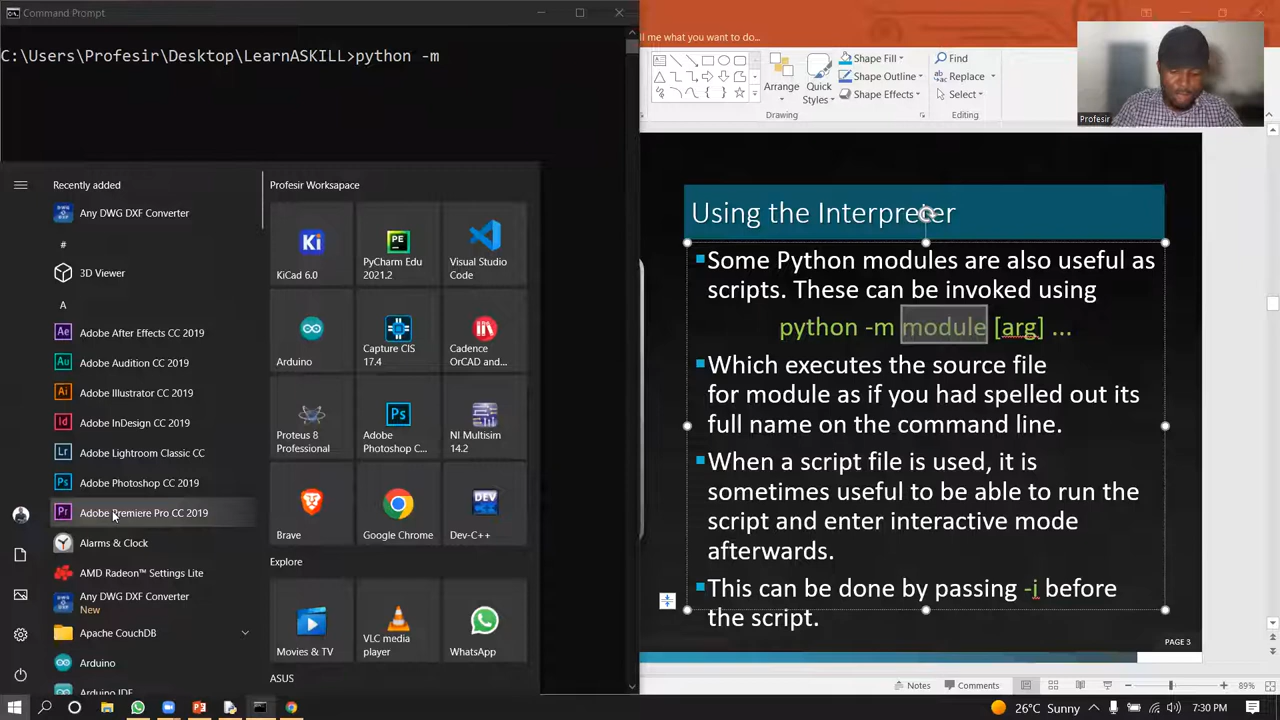 Command Prompt
C:\Users\Profesir\Desktop\LearnASKILL>python -m
Recently added
Any DWG DXF Converter
#
3D Viewer
A
Adobe After Effects CC 2019
Adobe Audition CC 2019
Adobe Illustrator CC 2019
Adobe InDesign CC 2019
Adobe Lightroom Classic CC
Adobe Photoshop CC 2019
Adobe Premiere Pro CC 2019
Alarms & Clock
AMD Radeon™ Settings Lite
Any DWG DXF Converter
New
Apache CouchDB
Arduino
Arduino IDE
Profesir Worksapace
KiCad 6.0
PyCharm Edu
2021.2
Visual Studio
Code
Arduino
Capture CIS
17.4
Cadence
OrCAD and...
Proteus 8
Professional
Adobe
Photoshop C...
NI Multisim
14.2
Brave
Google Chrome
Dev-C++
Explore
Movies & TV
VLC media
player
WhatsApp
ASUS
ll me what you want to do...
Arrange
Quick
Styles
Shape Fill
Shape Outline
Shape Effects
Drawing
Find
Replace
Select
Editing
Profesir
Using the Interpreter
Some Python modules are also useful as
scripts. These can be invoked using
python -m module [arg] ...
Which executes the source file
for module as if you had spelled out its
full name on the command line.
When a script file is used, it is
sometimes useful to be able to run the
script and enter interactive mode
afterwards.
This can be done by passing -i before
the script.
PAGE 3
Notes
Comments
89%
26°C Sunny
7:30 PM